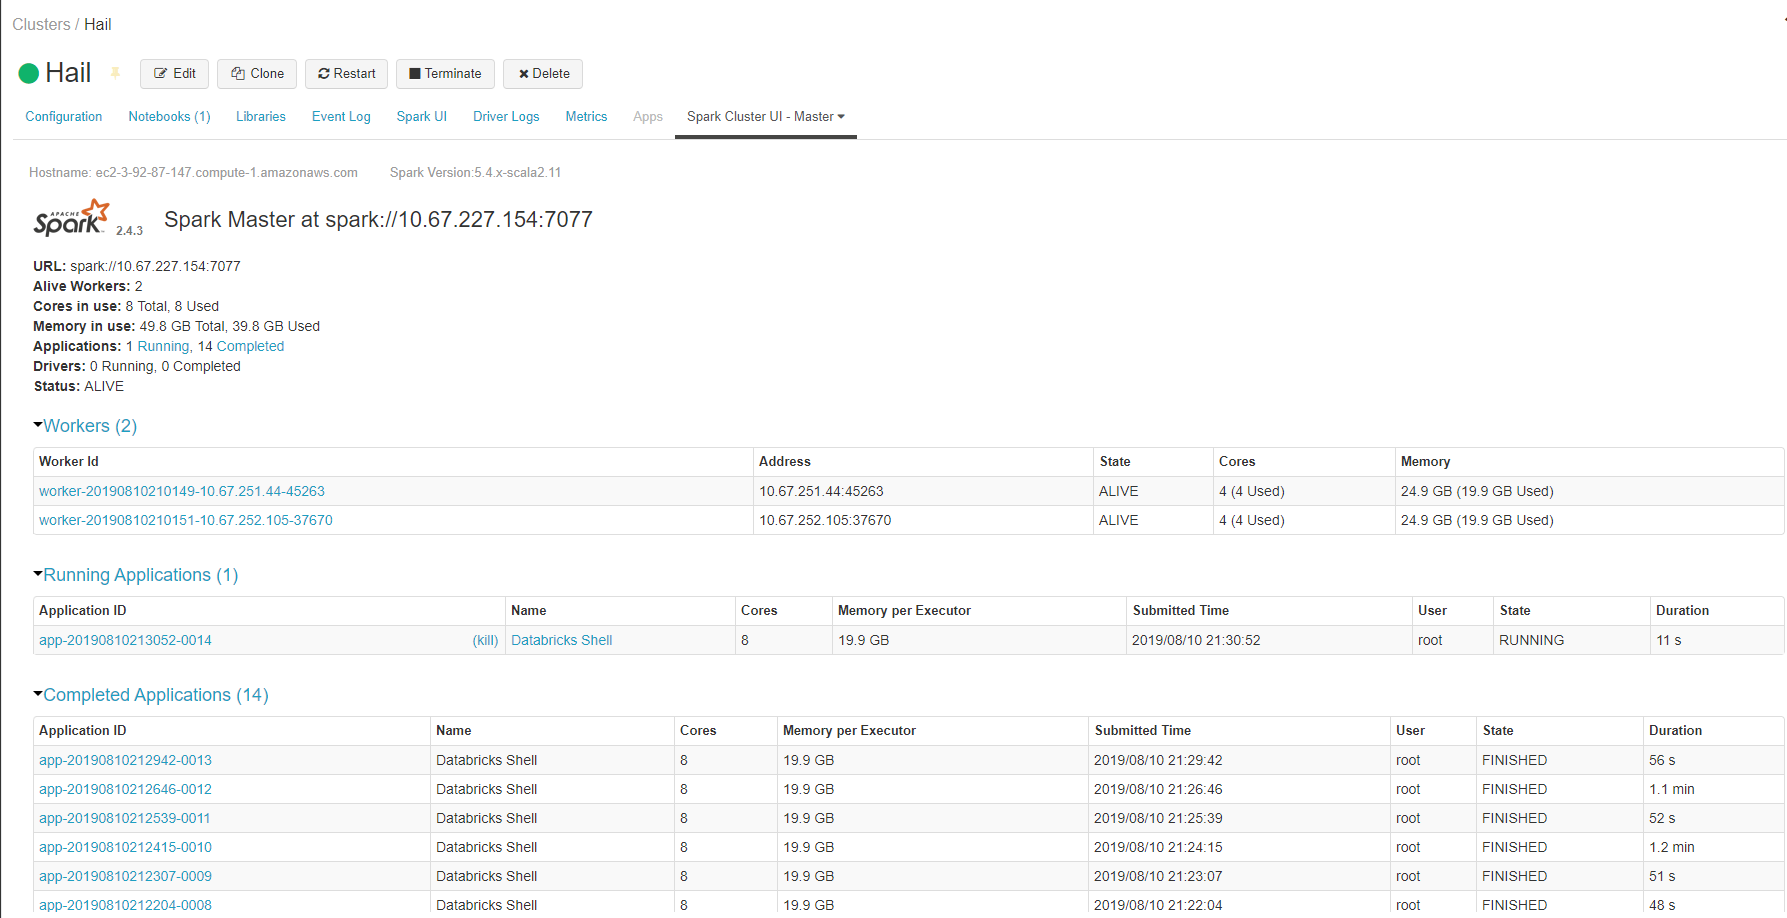 Clusters / Hail
Hail Edit Clone Restart Terminate Delete
Configuration Notebooks (1) Libraries Event Log Spark UI Driver Logs Metrics Apps Spark Cluster UI - Master
Hostname: ec2-3-92-87-147.compute-1.amazonaws.com Spark Version:5.4.x-scala2.11
APACHE Spark 2.4.3 Spark Master at spark://10.67.227.154:7077
URL: spark://10.67.227.154:7077
Alive Workers: 2
Cores in use: 8 Total, 8 Used
Memory in use: 49.8 GB Total, 39.8 GB Used
Applications: 1 Running, 14 Completed
Drivers: 0 Running, 0 Completed
Status: ALIVE
Workers (2)
Worker Id Address State Cores Memory
worker-20190810210149-10.67.251.44-45263 10.67.251.44:45263 ALIVE 4 (4 Used) 24.9 GB (19.9 GB Used)
worker-20190810210151-10.67.252.105-37670 10.67.252.105:37670 ALIVE 4 (4 Used) 24.9 GB (19.9 GB Used)
Running Applications (1)
Application ID Name Cores Memory per Executor Submitted Time User State Duration
app-20190810213052-0014 (kill) Databricks Shell 8 19.9 GB 2019/08/10 21:30:52 root RUNNING 11 s
Completed Applications (14)
Application ID Name Cores Memory per Executor Submitted Time User State Duration
app-20190810212942-0013 Databricks Shell 8 19.9 GB 2019/08/10 21:29:42 root FINISHED 56 s
app-20190810212646-0012 Databricks Shell 8 19.9 GB 2019/08/10 21:26:46 root FINISHED 1.1 min
app-20190810212539-0011 Databricks Shell 8 19.9 GB 2019/08/10 21:25:39 root FINISHED 52 s
app-20190810212415-0010 Databricks Shell 8 19.9 GB 2019/08/10 21:24:15 root FINISHED 1.2 min
app-20190810212307-0009 Databricks Shell 8 19.9 GB 2019/08/10 21:23:07 root FINISHED 51 s
app-20190810212204-0008 Databricks Shell 8 19.9 GB 2019/08/10 21:22:04 root FINISHED 48 s